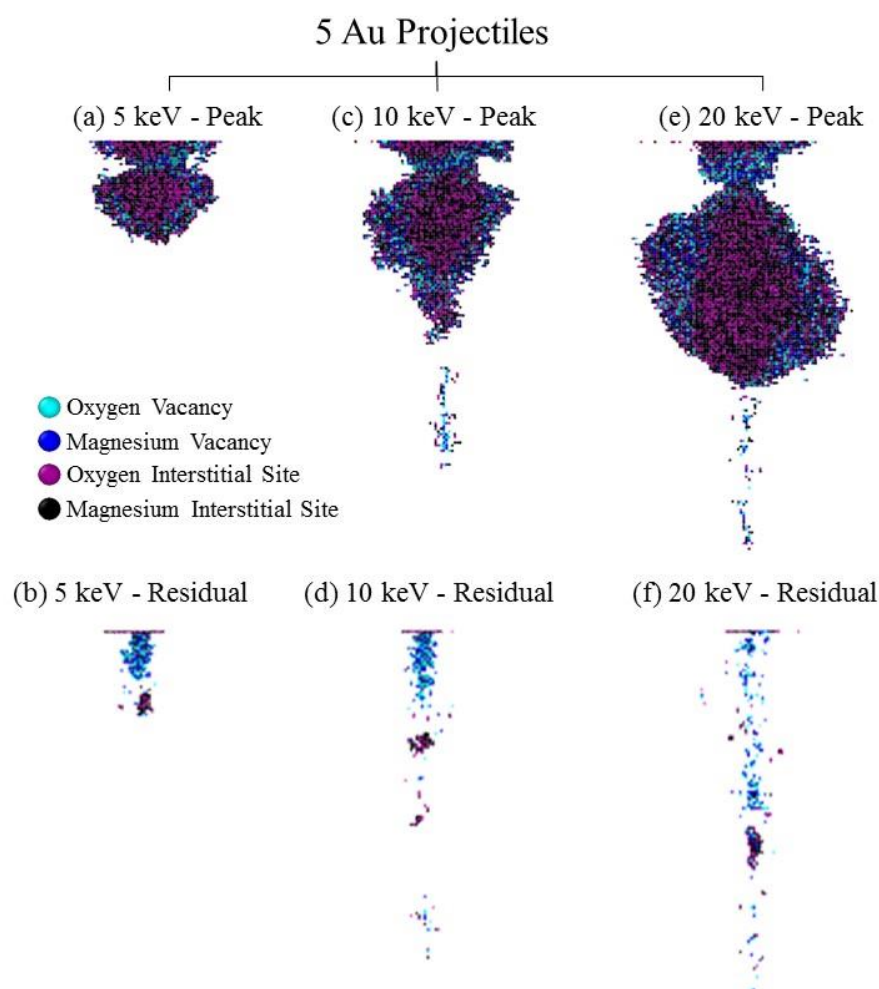 5 Au Projectiles
(a) 5 keV - Peak
(c) 10 keV - Peak
(e) 20 keV - Peak
Oxygen Vacancy
Magnesium Vacancy
Oxygen Interstitial Site
Magnesium Interstitial Site
(b) 5 keV - Residual
(d) 10 keV - Residual
(f) 20 keV - Residual